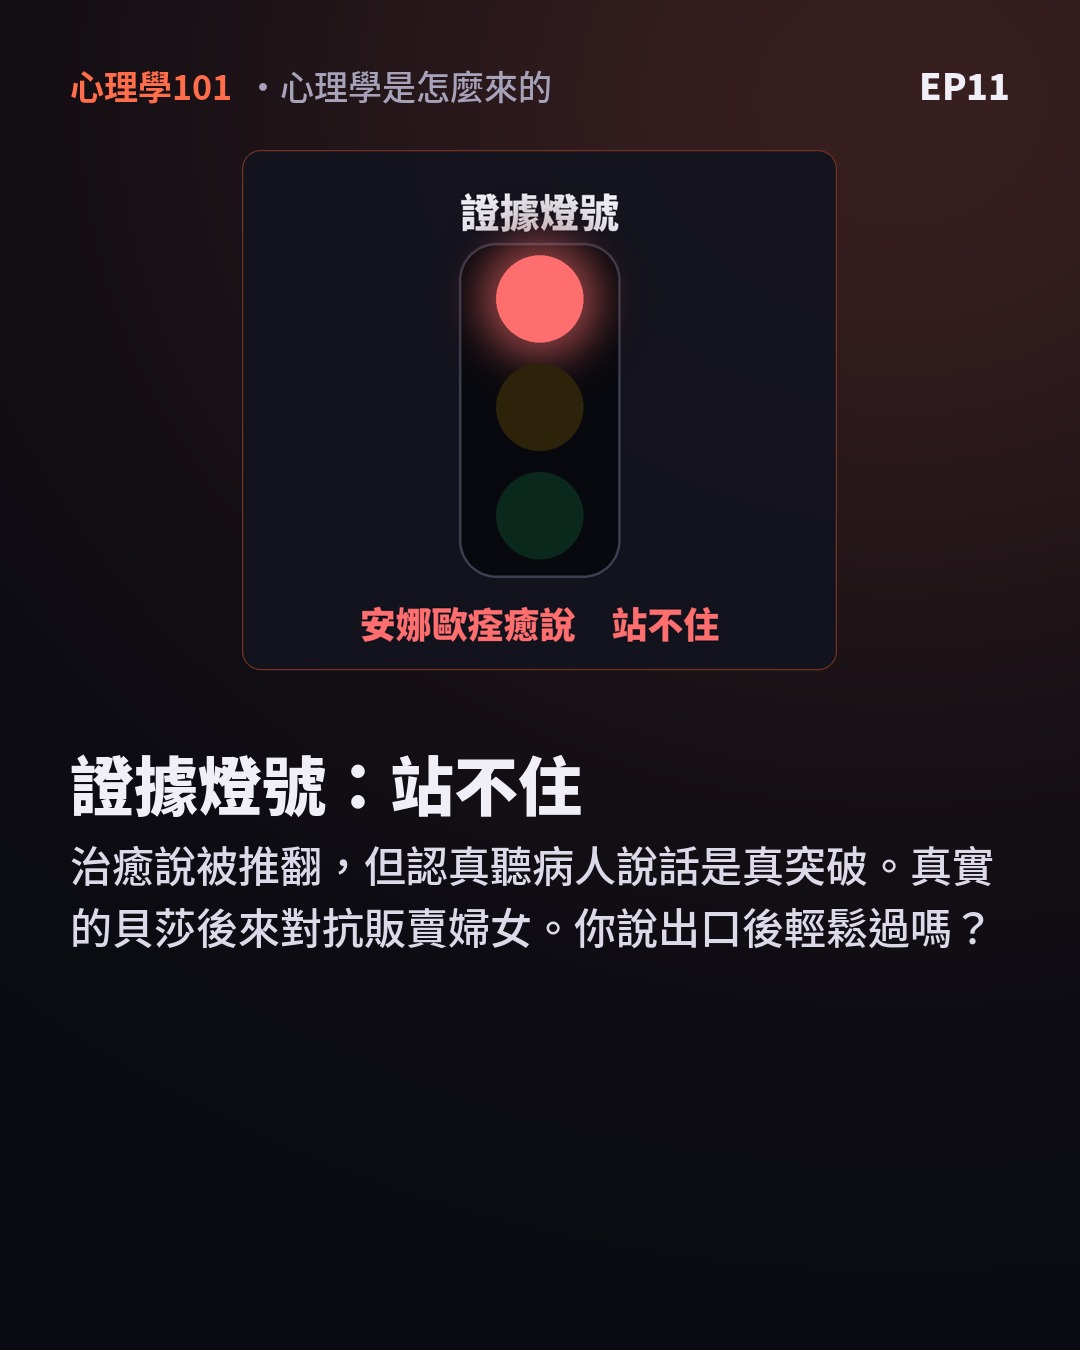 心理學101 ・心理學是怎麼來的
EP11
證據燈號
安娜歐痊癒說 站不住
證據燈號：站不住
治癒說被推翻，但認真聽病人說話是真突破。真實
的貝莎後來對抗販賣婦女。你說出口後輕鬆過嗎？